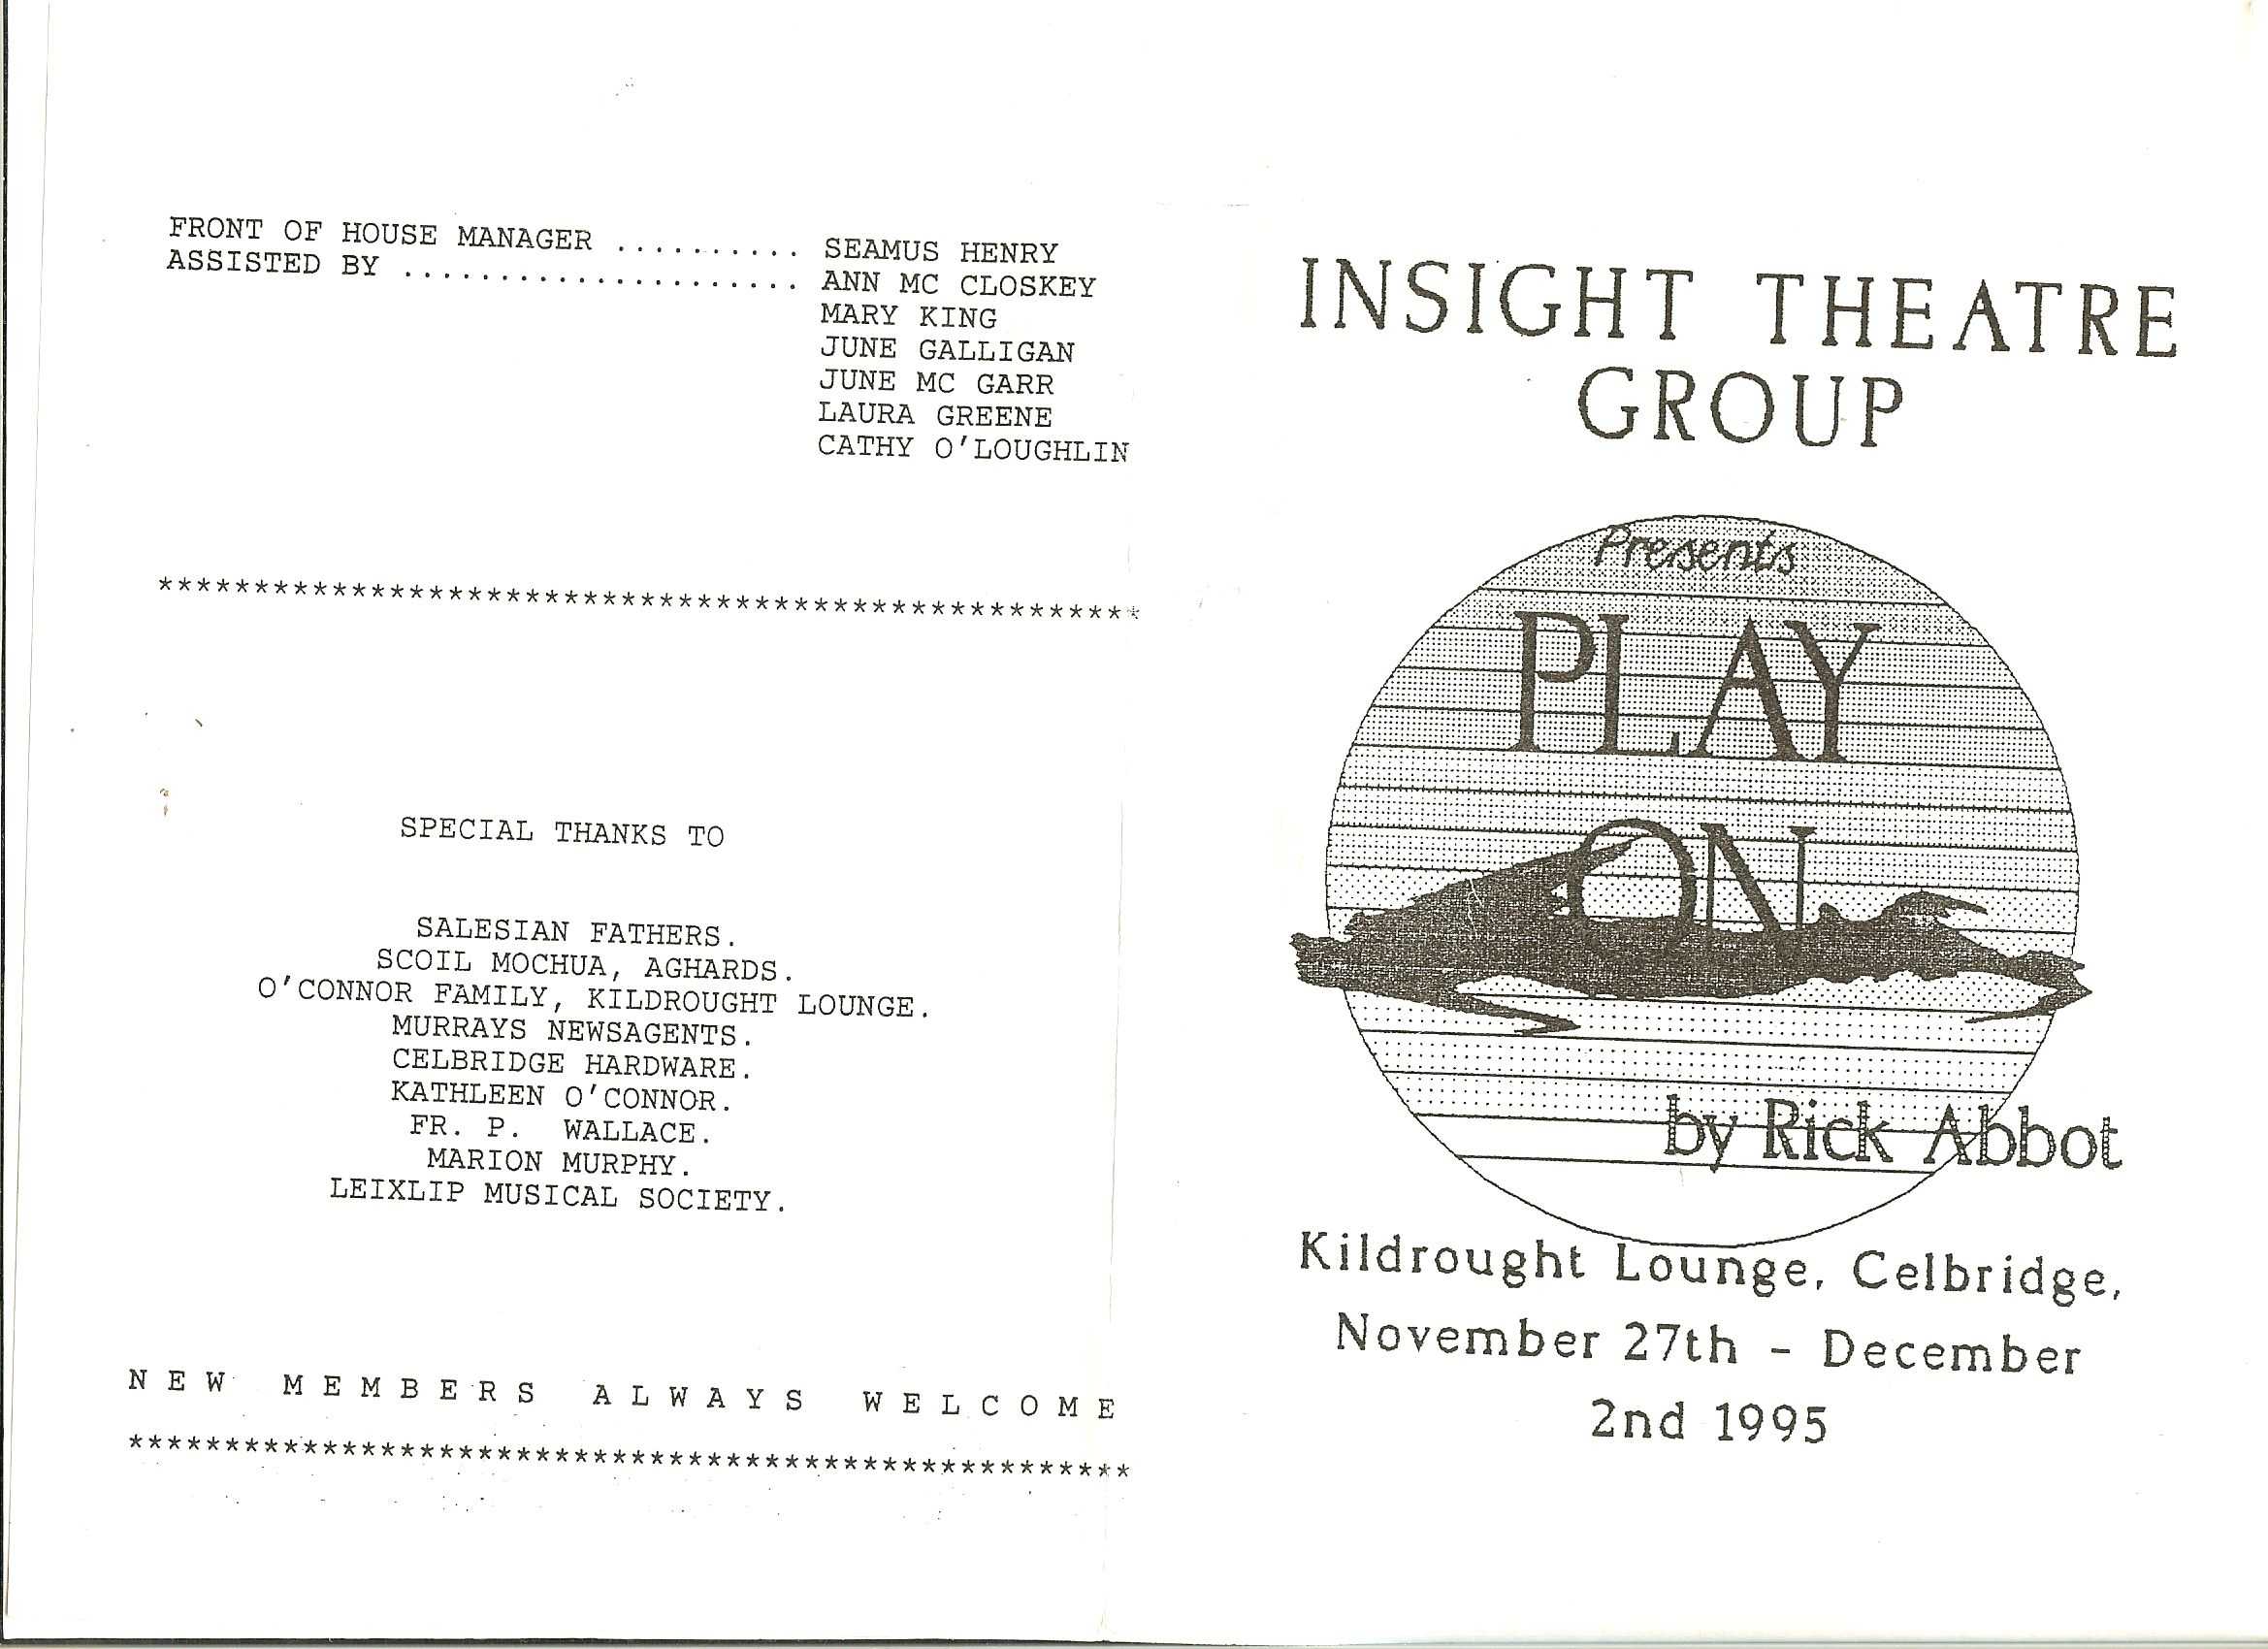 FRONT OF HOUSE MANAGER .......... SEAMUS HENRY
ASSISTED BY ..................... ANN MC CLOSKEY
MARY KING
JUNE GALLIGAN
JUNE MC GARR
LAURA GREENE
CATHY O'LOUGHLIN
***************************************************
SPECIAL THANKS TO
SALESIAN FATHERS.
SCOIL MOCHUA, AGHARDS.
O'CONNOR FAMILY, KILDROUGHT LOUNGE.
MURRAYS NEWSAGENTS.
CELBRIDGE HARDWARE.
KATHLEEN O'CONNOR.
FR. P. WALLACE.
MARION MURPHY.
LEIXLIP MUSICAL SOCIETY.
NEW MEMBERS ALWAYS WELCOME
****************************************************
INSIGHT THEATRE
GROUP
Presents
PLAY
ON
by Rick Abbot
Kildrought Lounge, Celbridge,
November 27th - December
2nd 1995